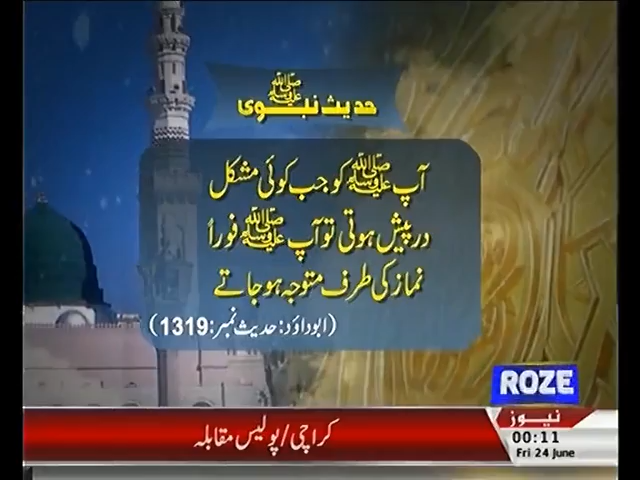 حدیث نبوی ﷺ
آپ ﷺ کو جب کوئی مشکل
درپیش ہوتی تو آپ ﷺ فوراً
نماز کی طرف متوجہ ہوجاتے
(ابوداؤد: حدیث نمبر: 1319)
ROZE
نیوز
کراچی/پولیس مقابلہ
00:11
Fri 24 June